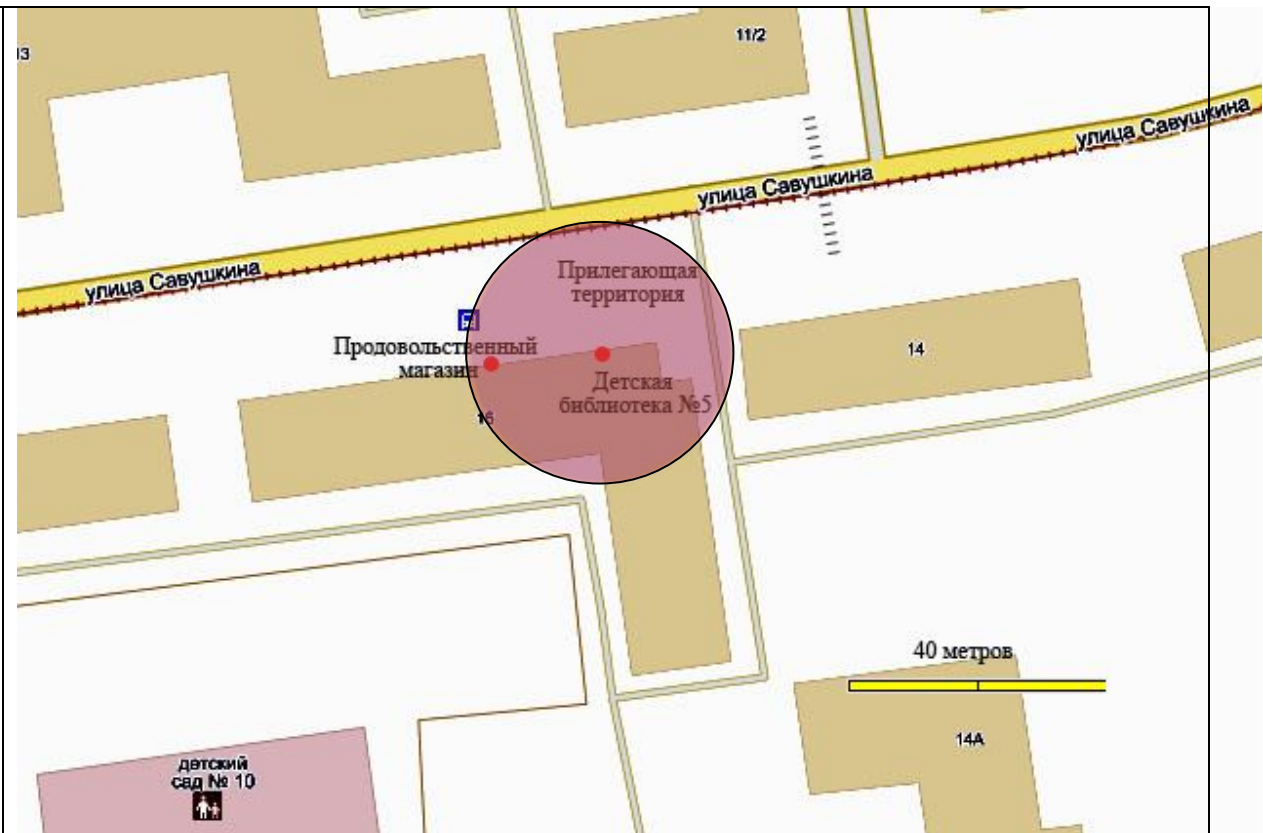 13
11/2
улица Савушкина
улица Савушкина
улица Савушкина
Прилегающая
территория
Продовольственный
магазин
14
Детская
библиотека №5
16
40 метров
14А
детский
сад № 10